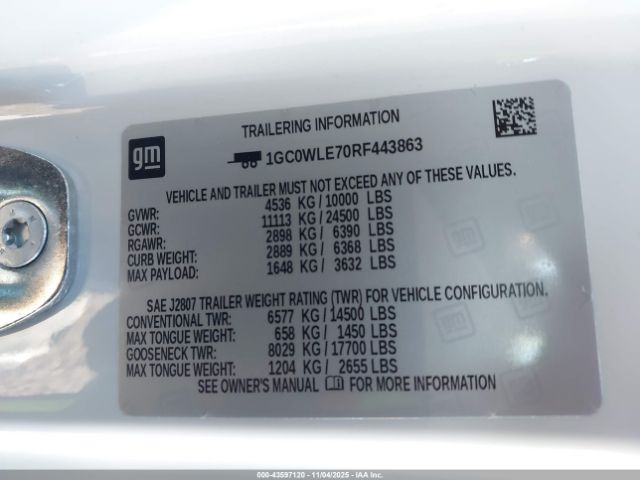 TRAILERING INFORMATION
gm
1GC0WLE70RF443863
VEHICLE AND TRAILER MUST NOT EXCEED ANY OF THESE VALUES.
GVWR: 4536 KG / 10000 LBS
GCWR: 11113 KG / 24500 LBS
RGAWR: 2898 KG / 6390 LBS
CURB WEIGHT: 2889 KG / 6368 LBS
MAX PAYLOAD: 1648 KG / 3632 LBS
SAE J2807 TRAILER WEIGHT RATING (TWR) FOR VEHICLE CONFIGURATION.
CONVENTIONAL TWR: 6577 KG / 14500 LBS
MAX TONGUE WEIGHT: 658 KG / 1450 LBS
GOOSENECK TWR: 8029 KG / 17700 LBS
MAX TONGUE WEIGHT: 1204 KG / 2655 LBS
SEE OWNER'S MANUAL FOR MORE INFORMATION
000-43597120 - 11/04/2025 - IAAI, Inc.